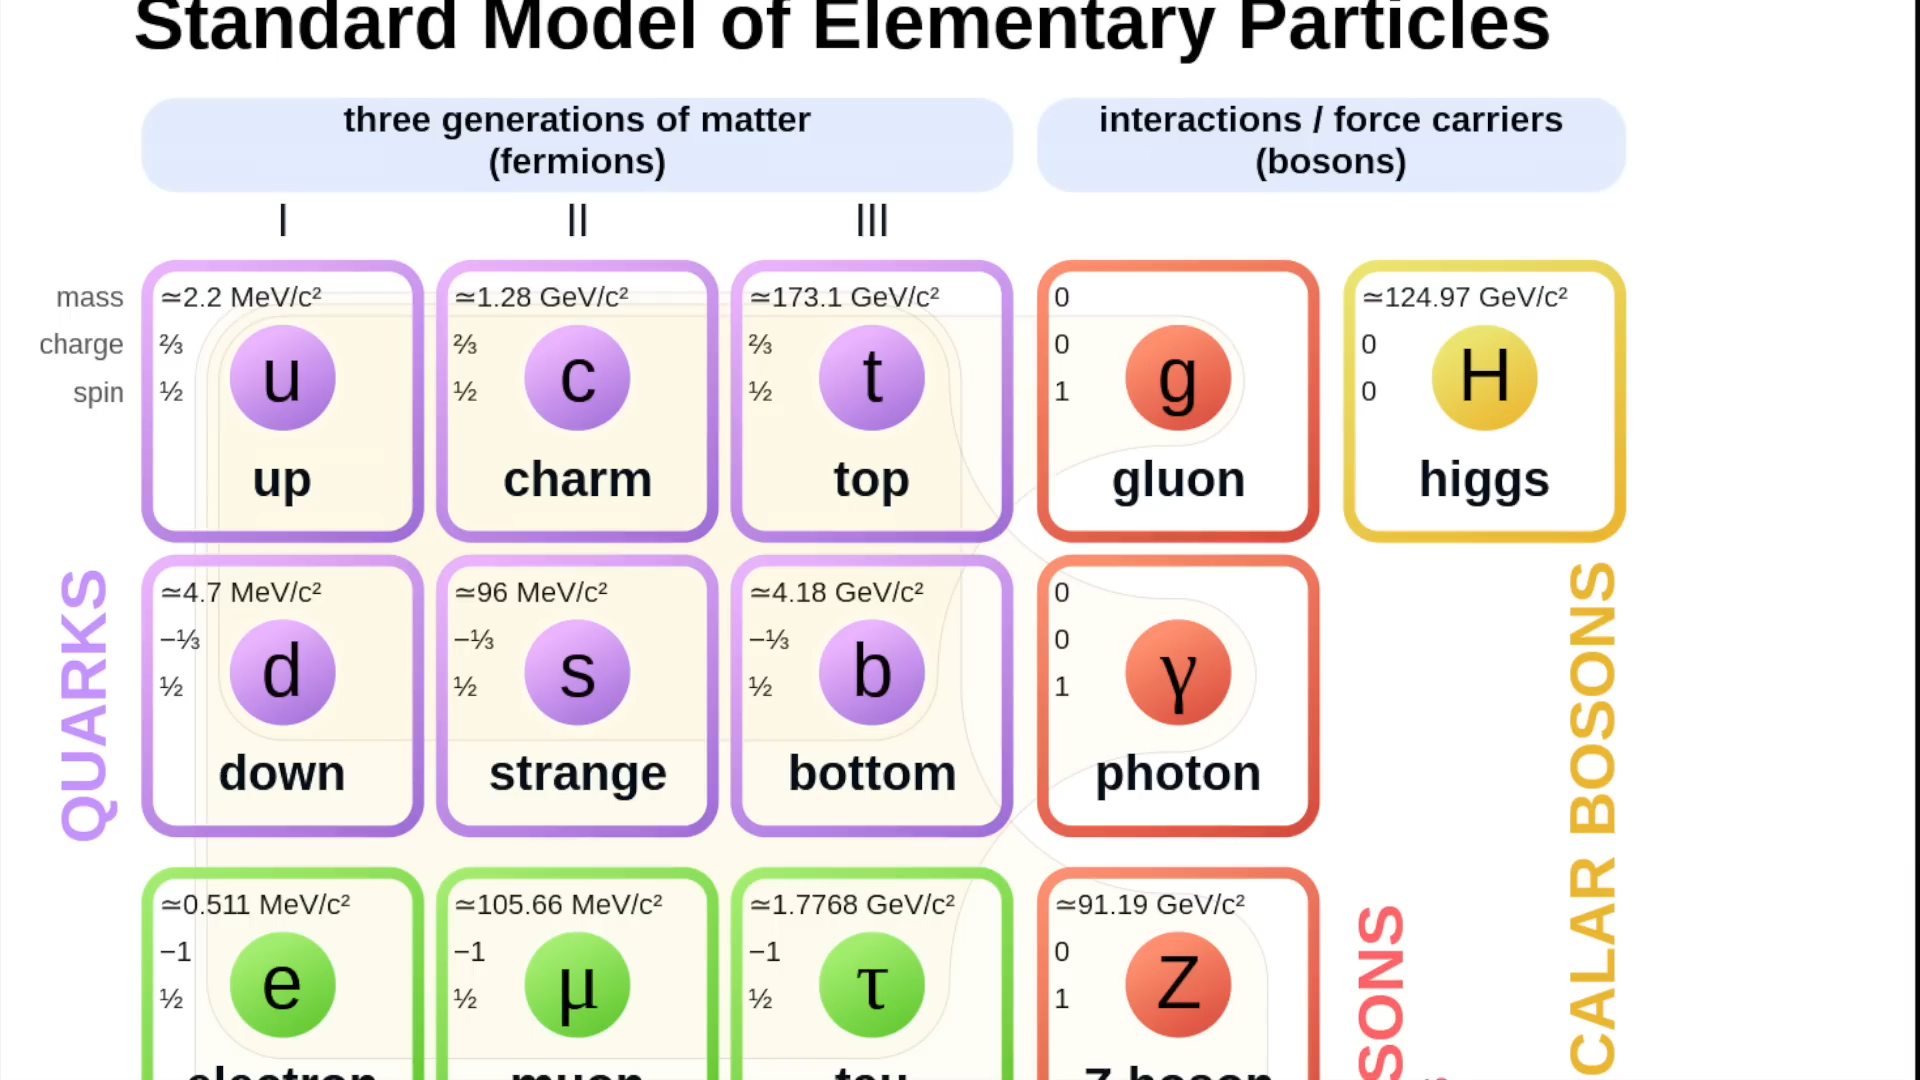 Standard Model of Elementary Particles
three generations of matter
(fermions)
interactions / force carriers
(bosons)
I
II
III
mass
charge
spin
≃2.2 MeV/c²
⅔
½
u
up
≃1.28 GeV/c²
⅔
½
c
charm
≃173.1 GeV/c²
⅔
½
t
top
0
0
1
g
gluon
≃124.97 GeV/c²
0
0
H
higgs
QUARKS
≃4.7 MeV/c²
−⅓
½
d
down
≃96 MeV/c²
−⅓
½
s
strange
≃4.18 GeV/c²
−⅓
½
b
bottom
0
0
1
γ
photon
≃0.511 MeV/c²
−1
½
e
electron
≃105.66 MeV/c²
−1
½
μ
muon
≃1.7768 GeV/c²
−1
½
τ
tau
≃91.19 GeV/c²
0
1
Z
Z boson
SONS
CALAR BOSONS